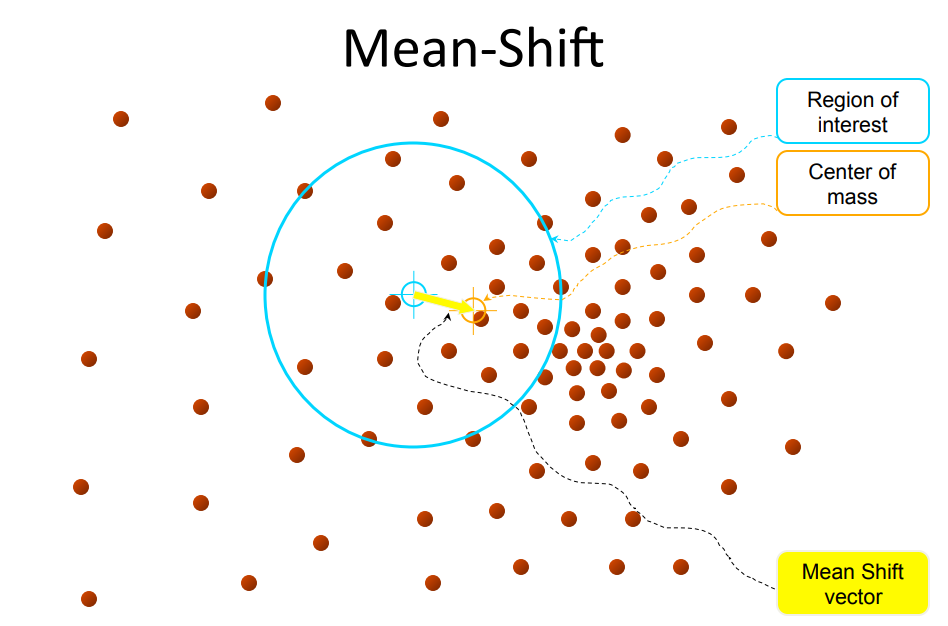 Mean-Shift
Region of
interest
Center of
mass
Mean Shift
vector